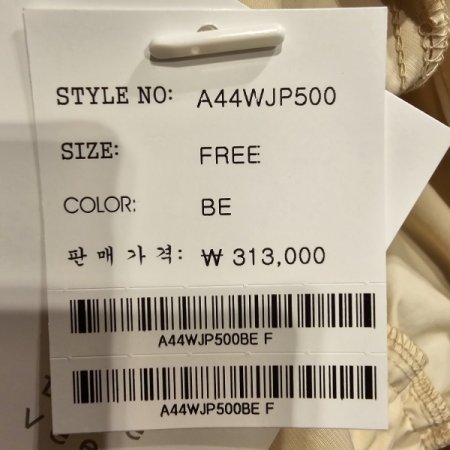 STYLE NO: A44WJP500
SIZE: FREE
COLOR: BE
판 매 가 격: ₩ 313,000
A44WJP500BE F
A44WJP500BE F